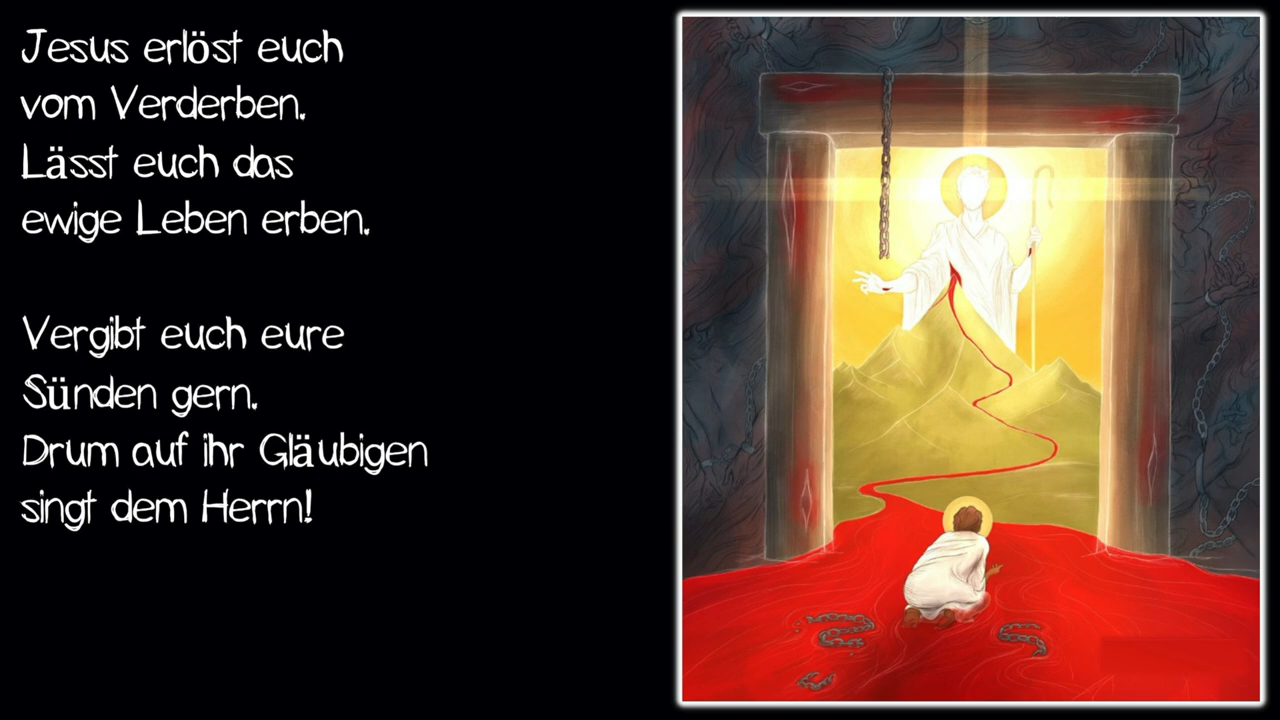 Jesus erlöst euch
vom Verderben.
Lässt euch das
ewige Leben erben.
Vergibt euch eure
Sünden gern.
Drum auf ihr Gläubigen
singt dem Herrn!